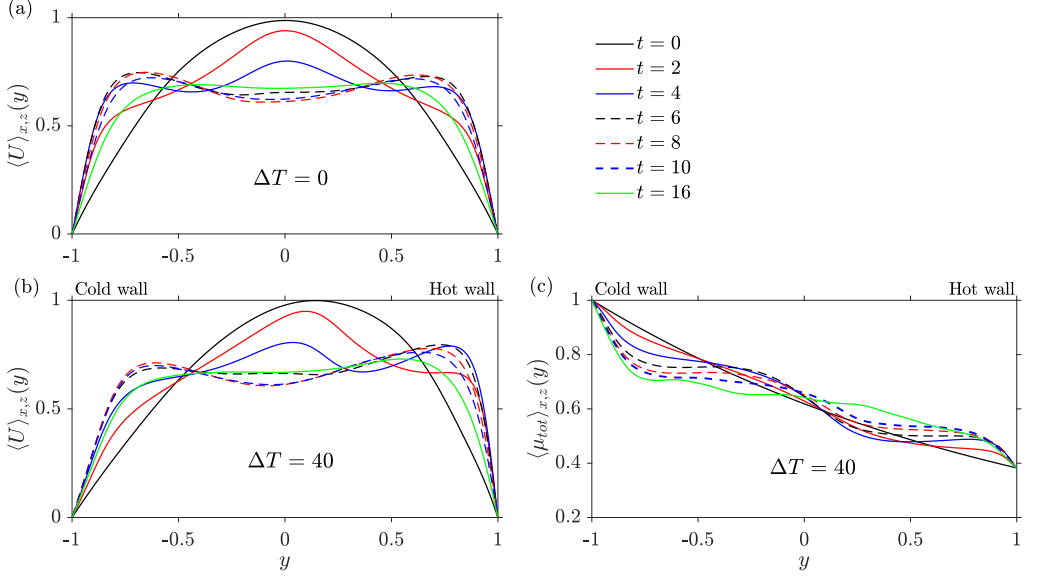 (a)
1
0.5
0
⟨U⟩x,z(y)
ΔT = 0
-1 -0.5 0 0.5 1
t = 0
t = 2
t = 4
t = 6
t = 8
t = 10
t = 16
(b)
Cold wall Hot wall
1
0.5
0
⟨U⟩x,z(y)
ΔT = 40
-1 -0.5 0 0.5 1
y
(c)
Cold wall Hot wall
1
0.8
0.6
0.4
0.2
⟨μtot⟩x,z(y)
ΔT = 40
-1 -0.5 0 0.5 1
y